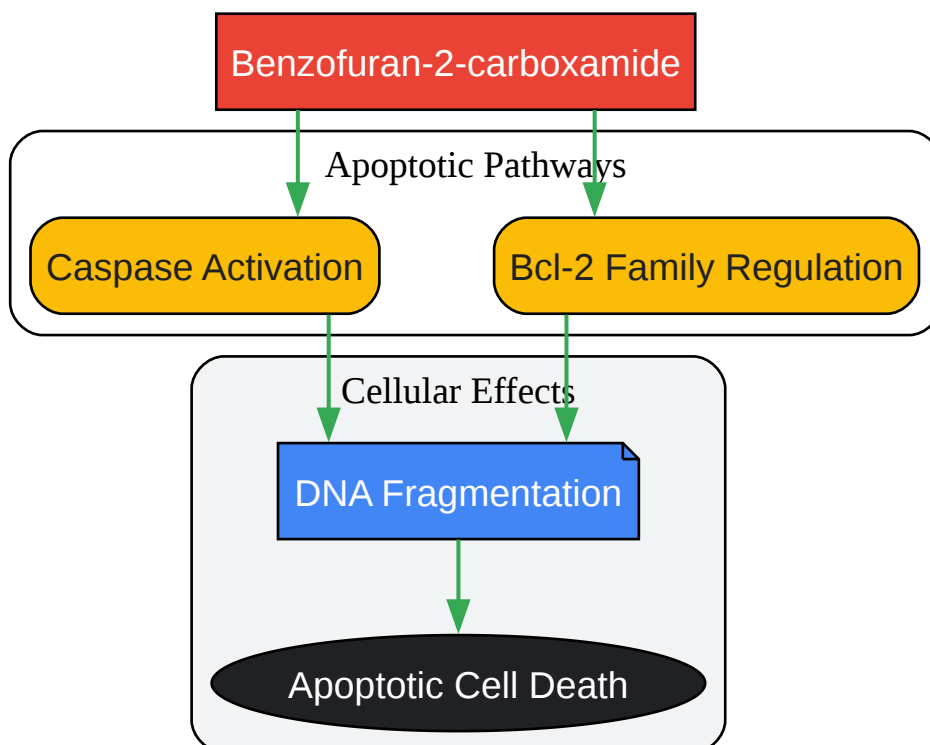 Benzofuran-2-carboxamide
Apoptotic Pathways
Caspase Activation
Bcl-2 Family Regulation
Cellular Effects
DNA Fragmentation
Apoptotic Cell Death